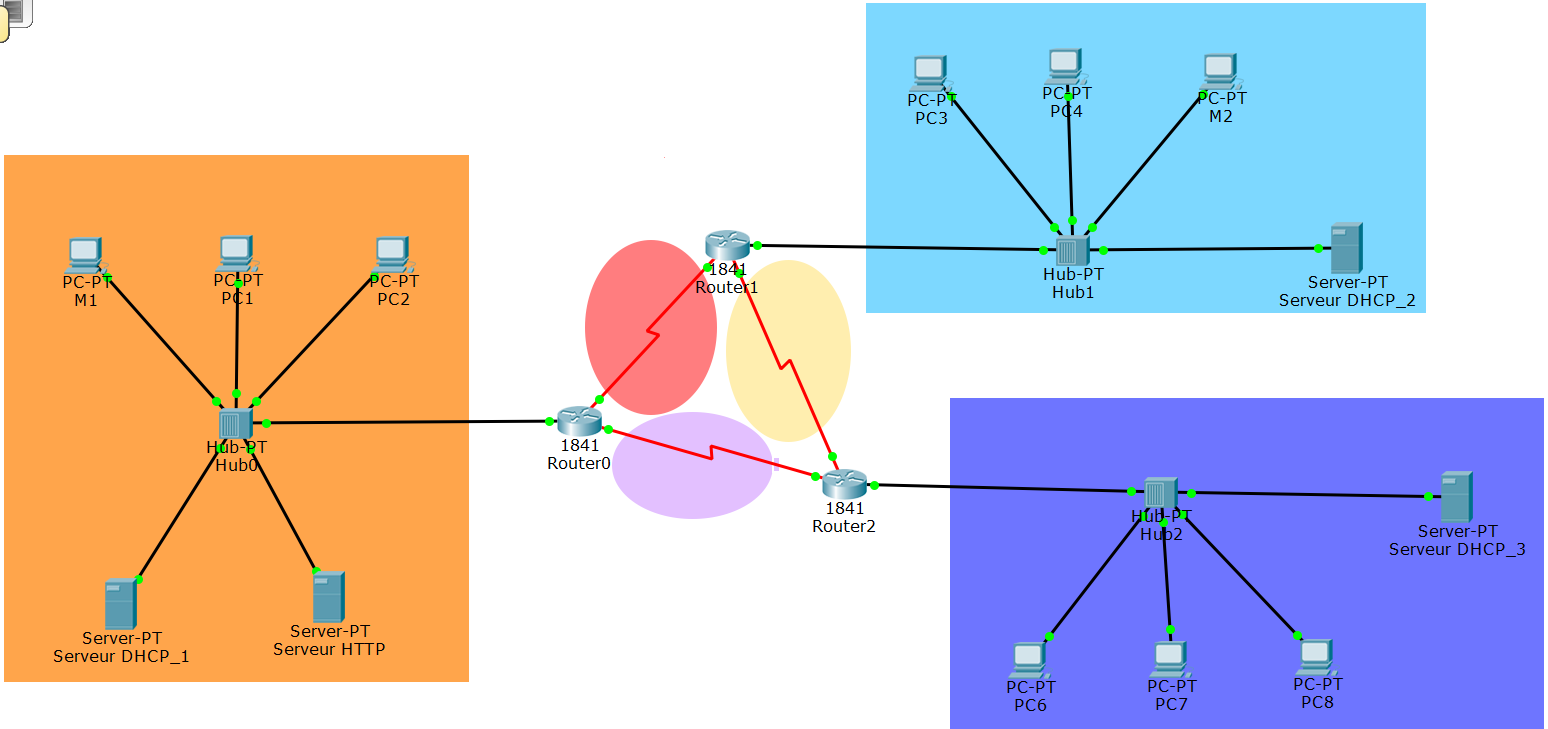 PC-PT
M1
PC-PT
PC1
PC-PT
PC2
Hub-PT
Hub0
Server-PT
Serveur DHCP_1
Server-PT
Serveur HTTP
1841
Router1
1841
Router0
1841
Router2
PC-PT
PC3
PC-PT
PC4
PC-PT
M2
Hub-PT
Hub1
Server-PT
Serveur DHCP_2
Hub-PT
Hub2
Server-PT
Serveur DHCP_3
PC-PT
PC6
PC-PT
PC7
PC-PT
PC8